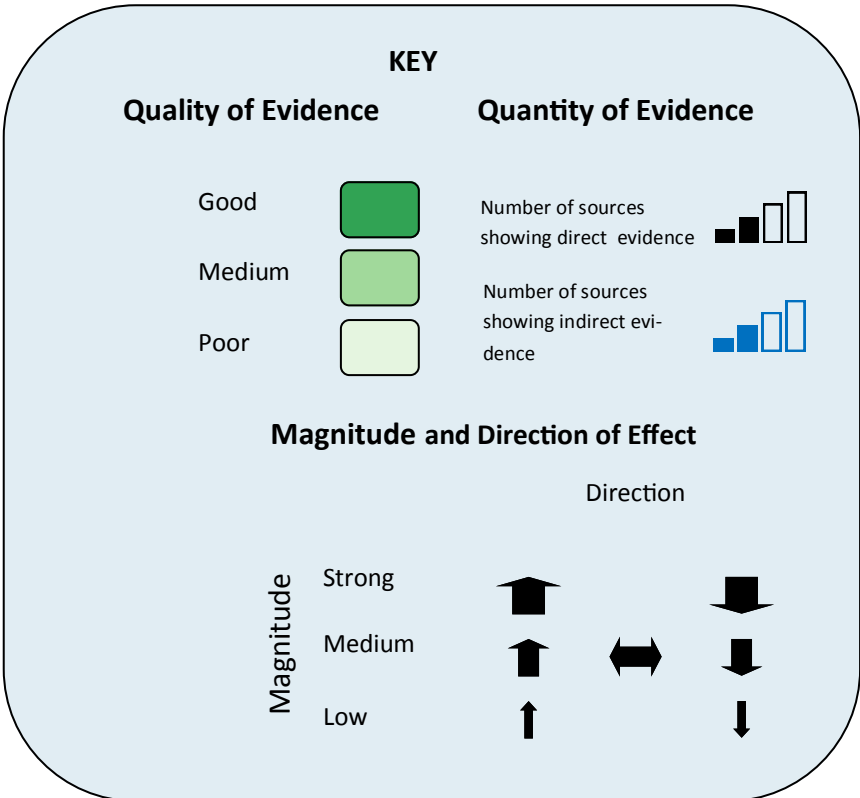 KEY
Quality of Evidence
Quantity of Evidence
Good
Medium
Poor
Number of sources
showing direct evidence
Number of sources
showing indirect evi-
dence
Magnitude and Direction of Effect
Direction
Magnitude
Strong
Medium
Low